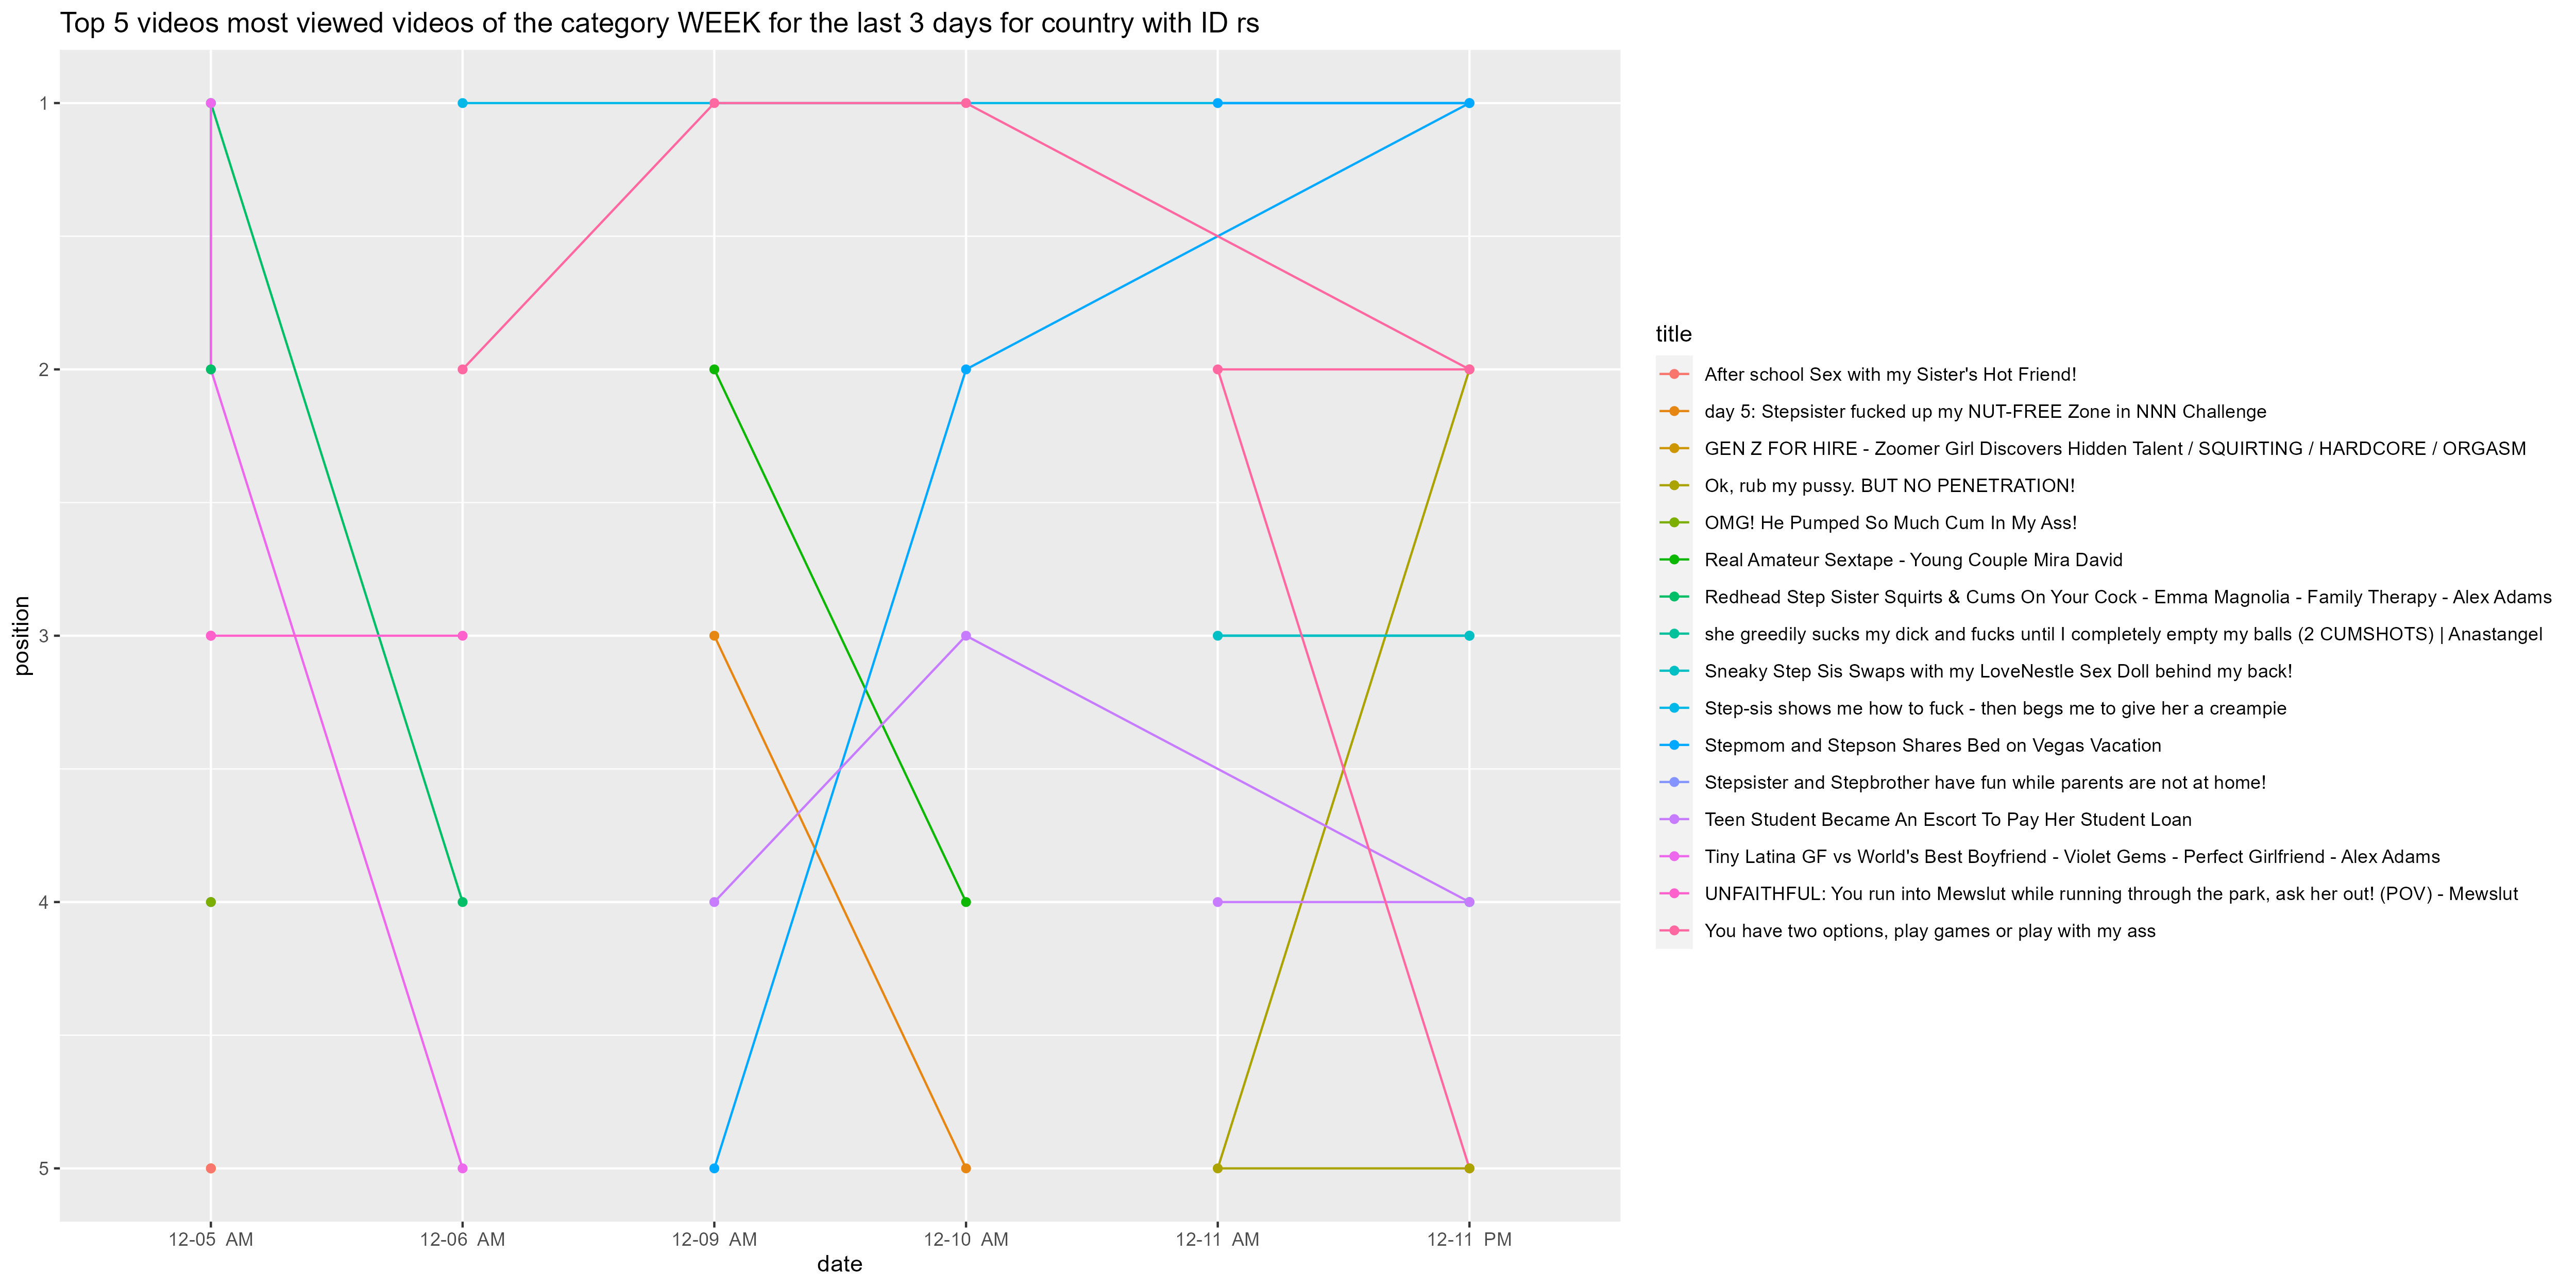 Top 5 videos most viewed videos of the category WEEK for the last 3 days for country with ID rs
position
1
2
3
4
5
12-05 AM
12-06 AM
12-09 AM
12-10 AM
12-11 AM
12-11 PM
date
title
After school Sex with my Sister's Hot Friend!
day 5: Stepsister fucked up my NUT-FREE Zone in NNN Challenge
GEN Z FOR HIRE - Zoomer Girl Discovers Hidden Talent / SQUIRTING / HARDCORE / ORGASM
Ok, rub my pussy. BUT NO PENETRATION!
OMG! He Pumped So Much Cum In My Ass!
Real Amateur Sextape - Young Couple Mira David
Redhead Step Sister Squirts & Cums On Your Cock - Emma Magnolia - Family Therapy - Alex Adams
she greedily sucks my dick and fucks until I completely empty my balls (2 CUMSHOTS) | Anastangel
Sneaky Step Sis Swaps with my LoveNestle Sex Doll behind my back!
Step-sis shows me how to fuck - then begs me to give her a creampie
Stepmom and Stepson Shares Bed on Vegas Vacation
Stepsister and Stepbrother have fun while parents are not at home!
Teen Student Became An Escort To Pay Her Student Loan
Tiny Latina GF vs World's Best Boyfriend - Violet Gems - Perfect Girlfriend - Alex Adams
UNFAITHFUL: You run into Mewslut while running through the park, ask her out! (POV) - Mewslut
You have two options, play games or play with my ass